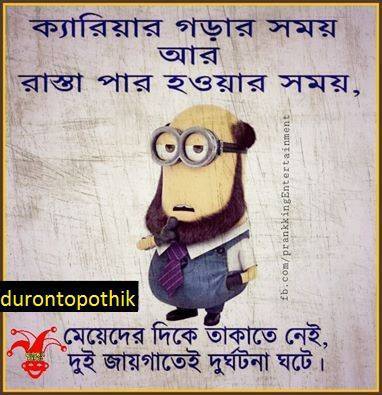 ক্যারিয়ার গড়ার সময়
আর
রাস্তা পার হওয়ার সময়,
fb.com/prankkingEntertainment
durontopothik
মেয়েদের দিকে তাকাতে নেই,
দুই জায়গাতেই দুর্ঘটনা ঘটে।